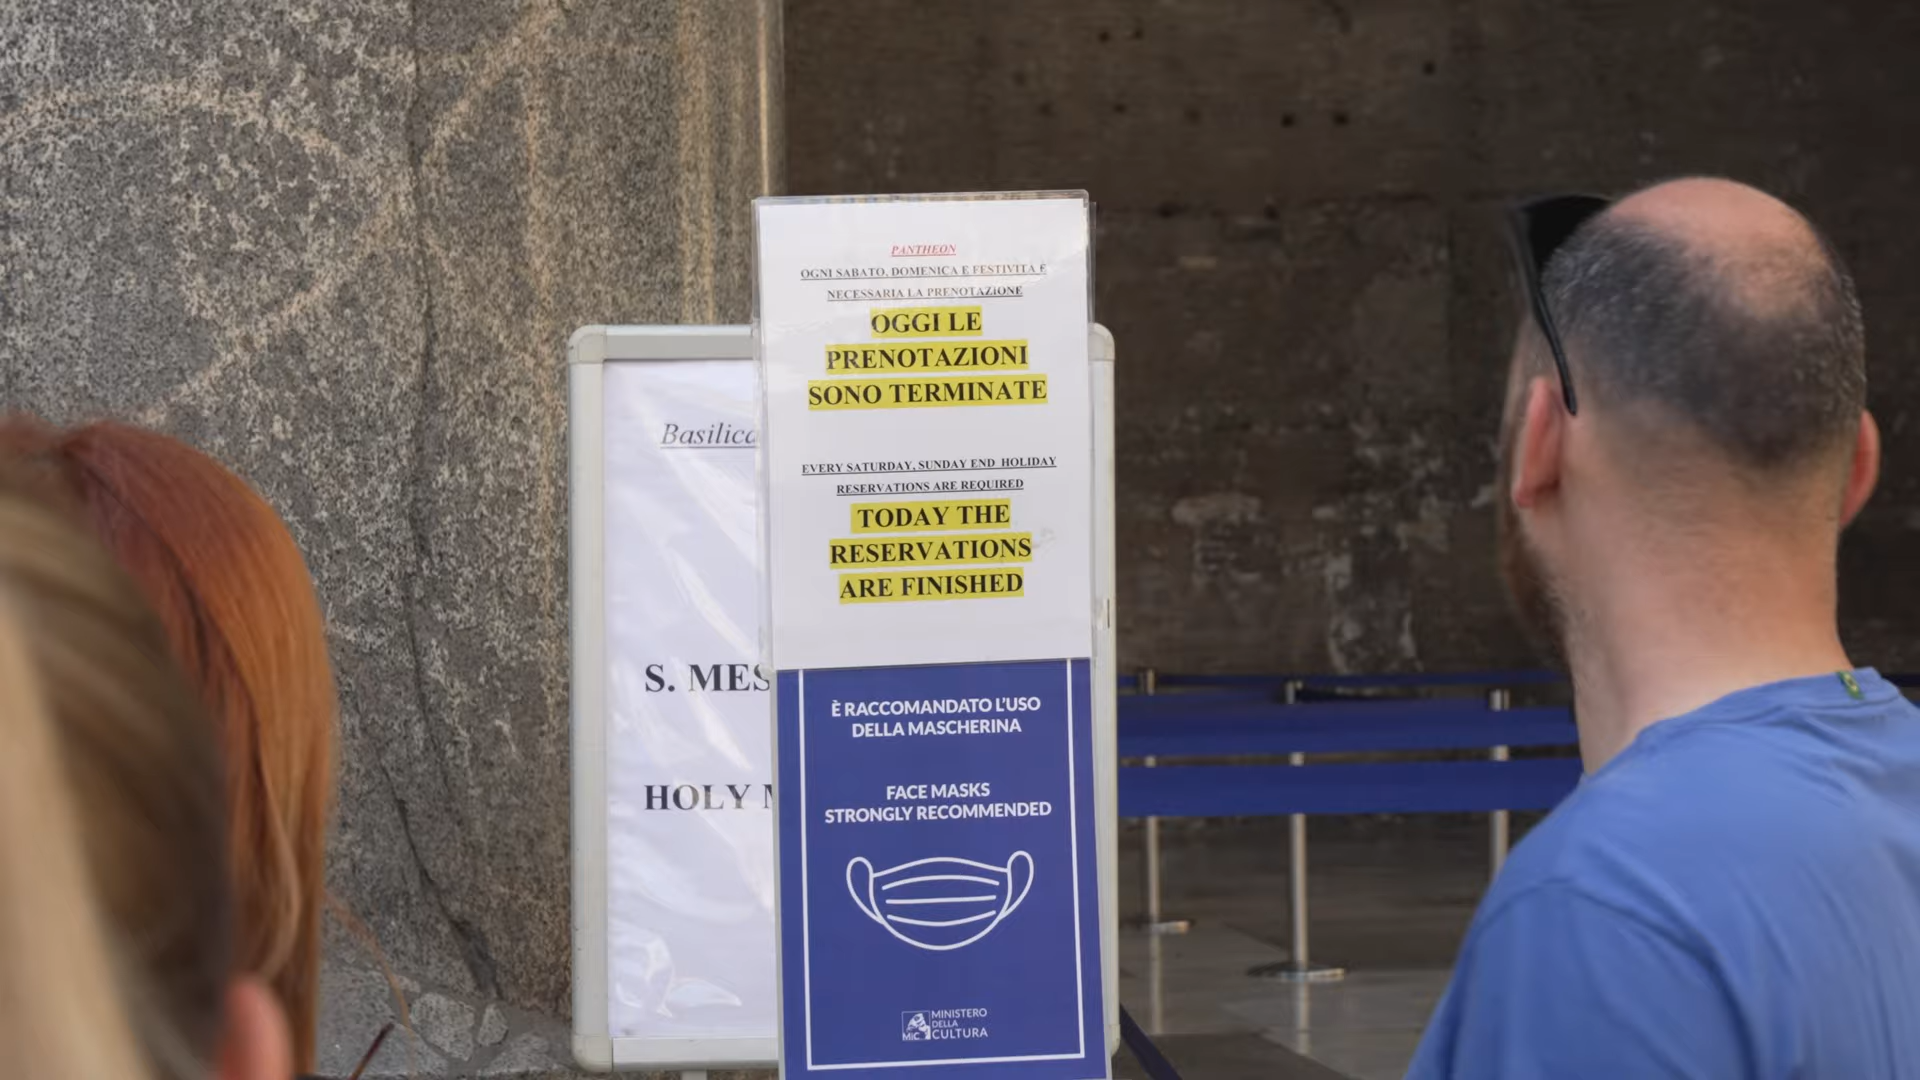 PANTHEON
OGNI SABATO, DOMENICA E FESTIVITA È
NECESSARIA LA PRENOTAZIONE
OGGI LE
PRENOTAZIONI
SONO TERMINATE
EVERY SATURDAY, SUNDAY END HOLIDAY
RESERVATIONS ARE REQUIRED
TODAY THE
RESERVATIONS
ARE FINISHED
Basilica
S. MES
HOLY
È RACCOMANDATO L'USO
DELLA MASCHERINA
FACE MASKS
STRONGLY RECOMMENDED
MiC
MINISTERO
DELLA
CULTURA